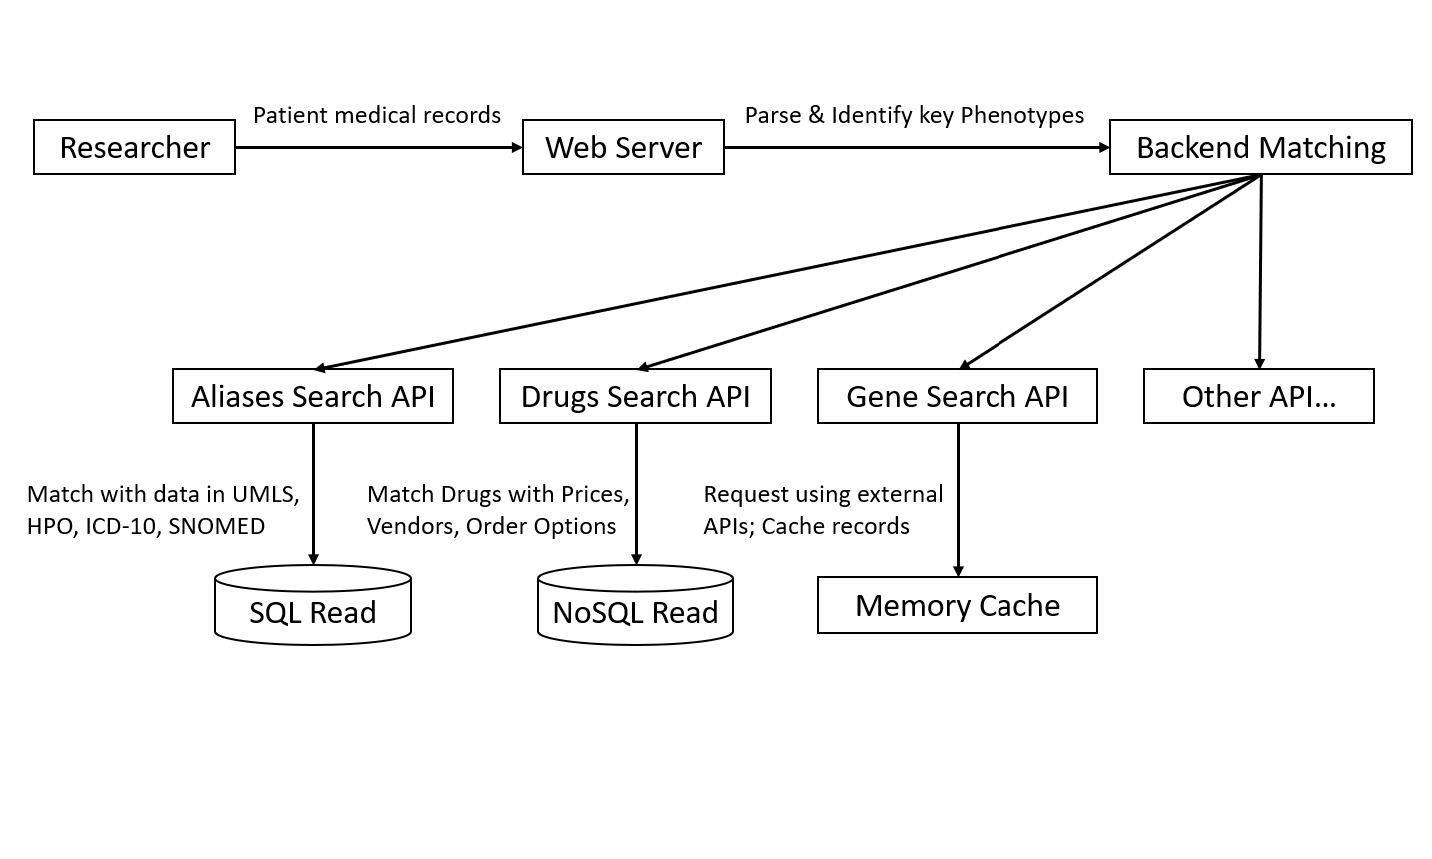 Patient medical records
Parse & Identify key Phenotypes
Researcher
Web Server
Backend Matching
Aliases Search API
Drugs Search API
Gene Search API
Other API...
Match with data in UMLS,
HPO, ICD-10, SNOMED
Match Drugs with Prices,
Vendors, Order Options
Request using external
APIs; Cache records
SQL Read
NoSQL Read
Memory Cache